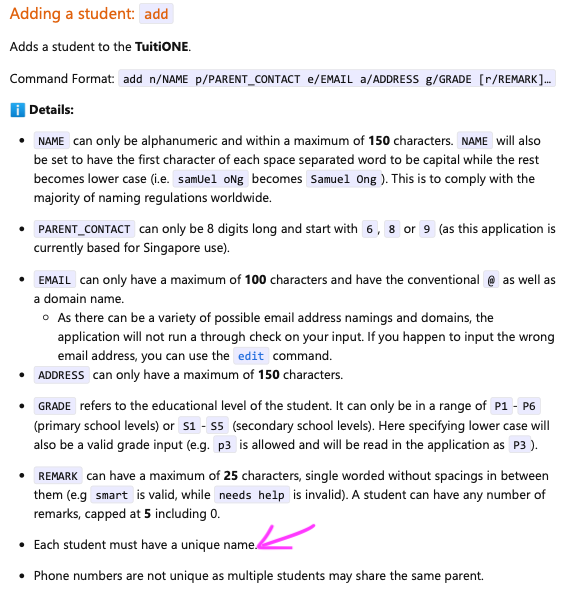 Adding a student: add
Adds a student to the TuitiONE.
Command Format: add n/NAME p/PARENT_CONTACT e/EMAIL a/ADDRESS g/GRADE [r/REMARK]…
i Details:
• NAME can only be alphanumeric and within a maximum of 150 characters. NAME will also
be set to have the first character of each space separated word to be capital while the rest
becomes lower case (i.e. samUel oNg becomes Samuel Ong ). This is to comply with the
majority of naming regulations worldwide.
• PARENT_CONTACT can only be 8 digits long and start with 6 , 8 or 9 (as this application is
currently based for Singapore use).
• EMAIL can only have a maximum of 100 characters and have the conventional @ as well as
a domain name.
◦ As there can be a variety of possible email address namings and domains, the
application will not run a through check on your input. If you happen to input the wrong
email address, you can use the edit command.
• ADDRESS can only have a maximum of 150 characters.
• GRADE refers to the educational level of the student. It can only be in a range of P1 - P6
(primary school levels) or S1 - S5 (secondary school levels). Here specifying lower case will
also be a valid grade input (e.g. p3 is allowed and will be read in the application as P3 ).
• REMARK can have a maximum of 25 characters, single worded without spacings in between
them (e.g smart is valid, while needs help is invalid). A student can have any number of
remarks, capped at 5 including 0.
• Each student must have a unique name.
• Phone numbers are not unique as multiple students may share the same parent.